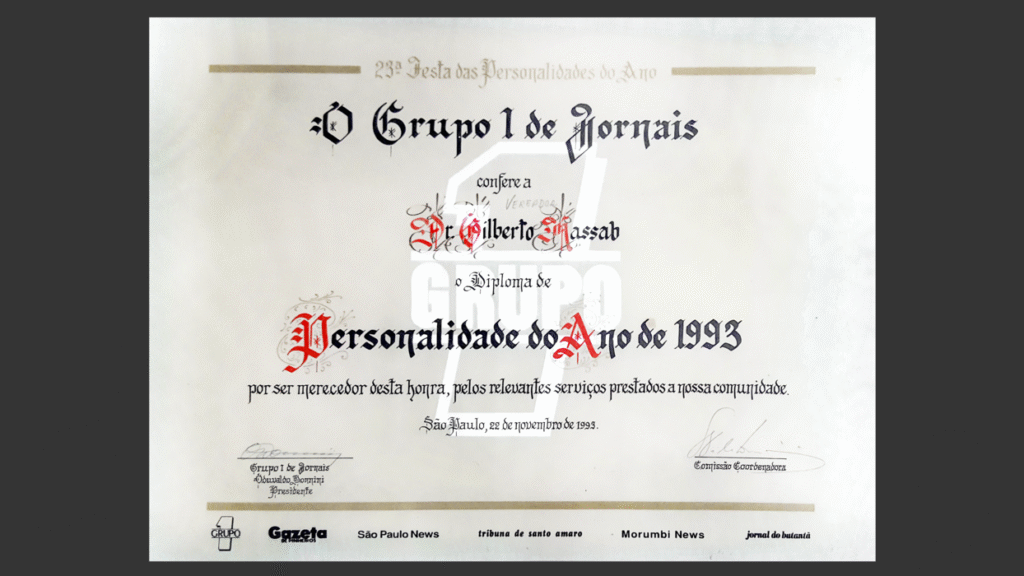 23ª Festa das Personalidades do Ano
O Grupo 1 de Jornais
confere a
VEREADOR
Dr. Gilberto Kassab
o Diploma de
Personalidade do Ano de 1993
por ser merecedor desta honra, pelos relevantes serviços prestados a nossa comunidade.
São Paulo, 22 de novembro de 1993.
Grupo 1 de Jornais
Presidente
Comissão Coordenadora
1
GRUPO
GRUPO
Gazeta
DE PINHEIROS
São Paulo News
tribuna de santo amaro
Morumbi News
jornal do butantã